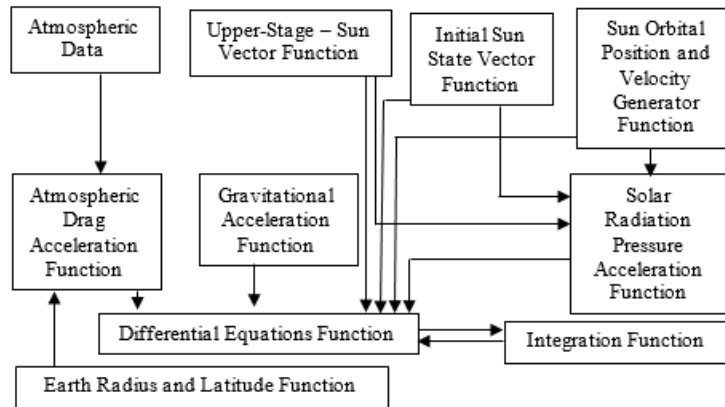 Atmospheric
Data
Upper-Stage – Sun
Vector Function
Initial Sun
State Vector
Function
Sun Orbital
Position and
Velocity
Generator
Function
Atmospheric
Drag
Acceleration
Function
Gravitational
Acceleration
Function
Solar
Radiation
Pressure
Acceleration
Function
Differential Equations Function
Integration Function
Earth Radius and Latitude Function